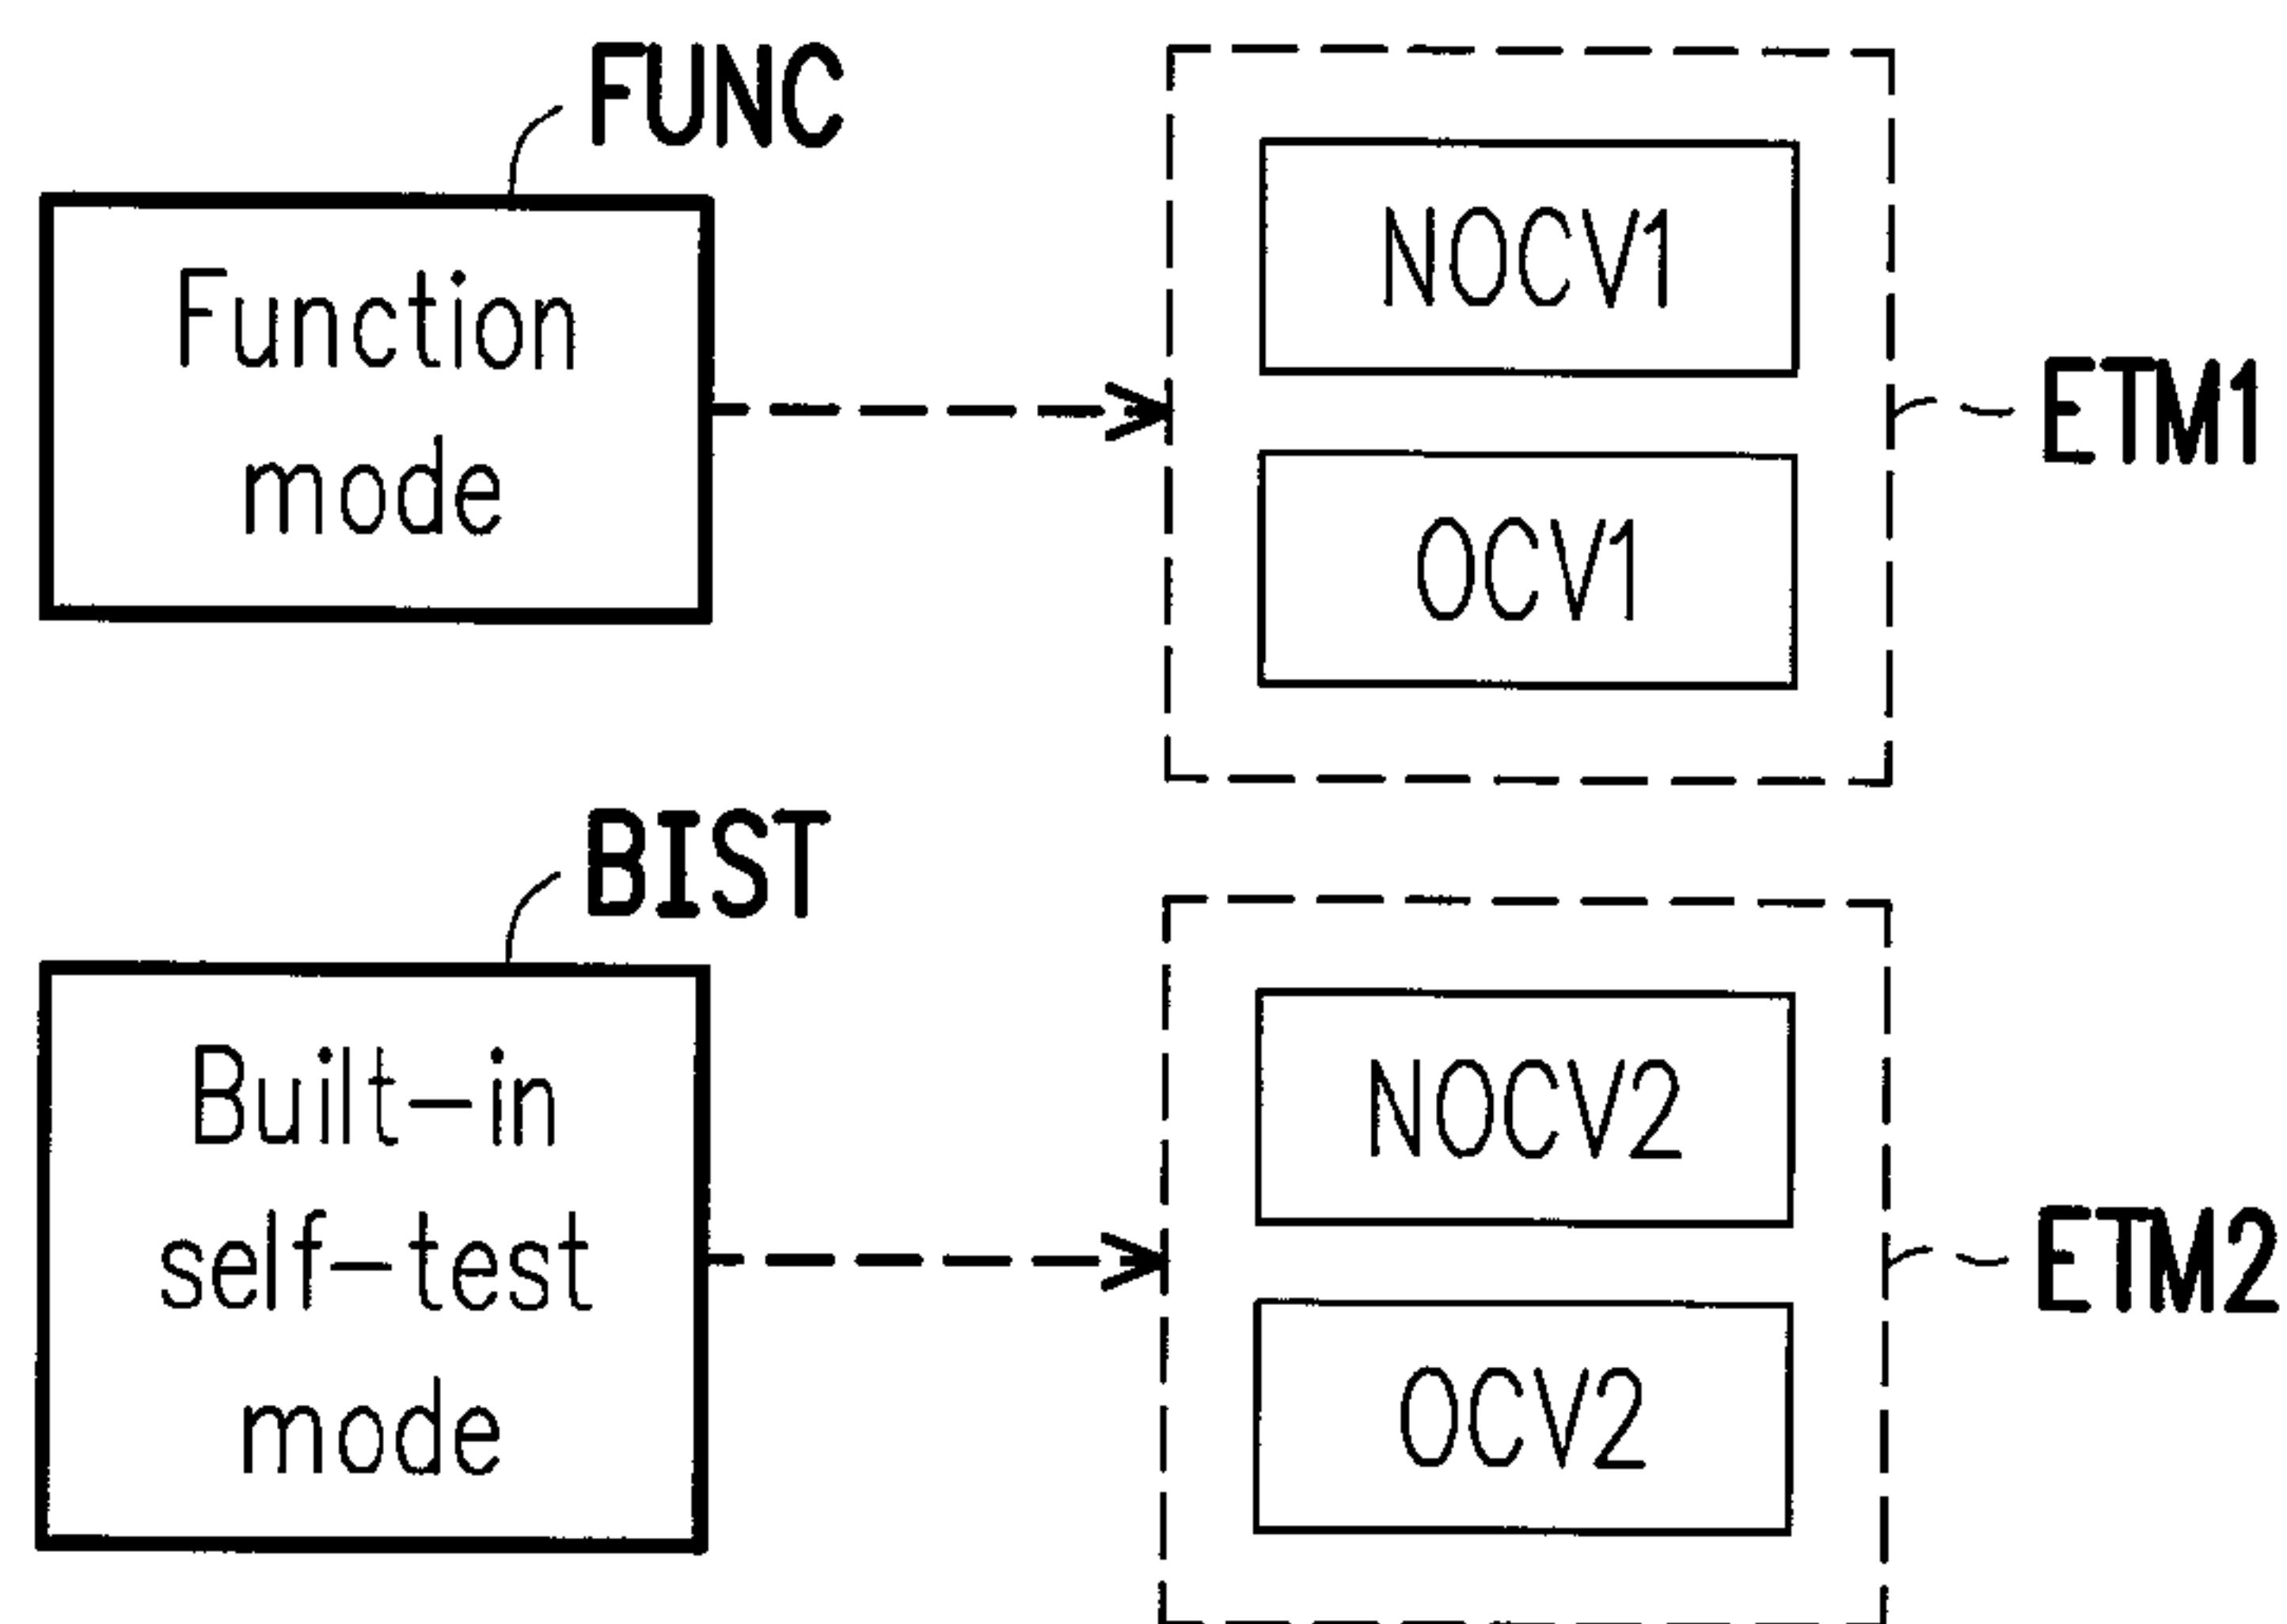 FUNC
Function
mode
NOCV1
OCV1
ETM1
BIST
Built-in
self-test
mode
NOCV2
OCV2
ETM2